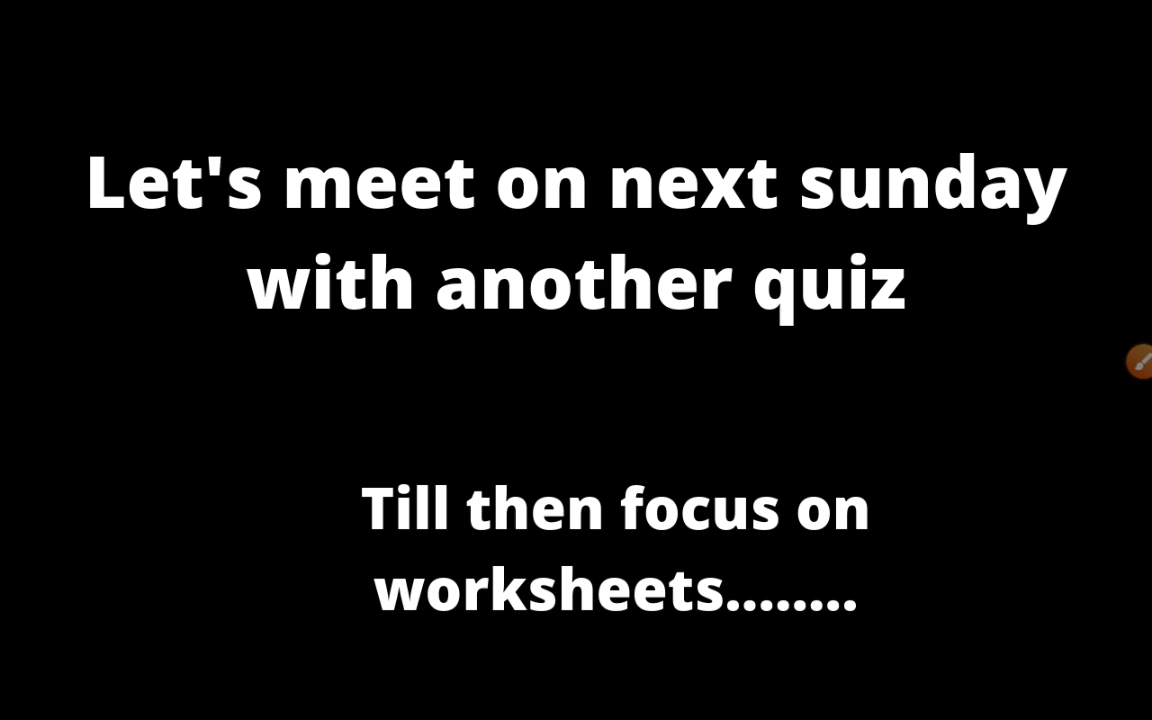 Let's meet on next sunday
with another quiz
Till then focus on
worksheets........